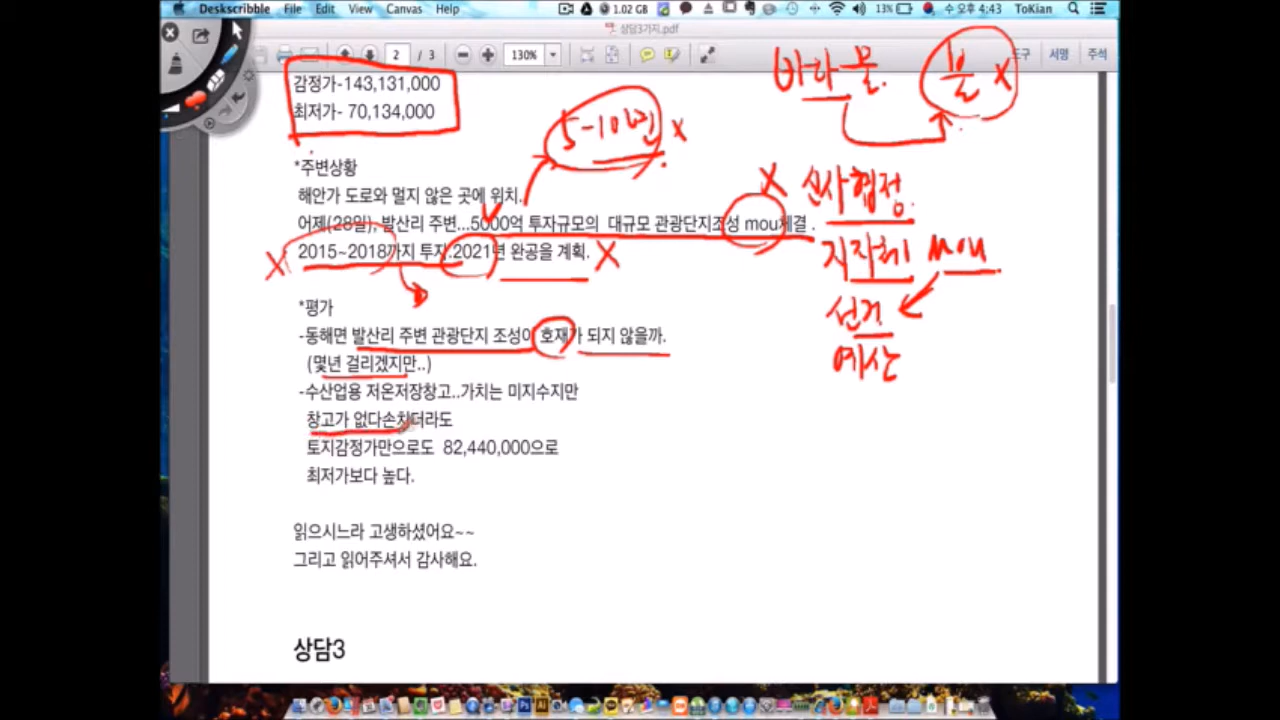 Deskscribble File Edit View Canvas Help
1.02 GB 13% 수 오후 4:43 ToKian
상담3가지.pdf
2 / 3 130% 도구 서명 주석
감정가-143,131,000
최저가- 70,134,000
바라볼
5-10년 x
*주변상황
해안가 도로와 멀지 않은 곳에 위치.
x 신사협정
어제(28일), 발산리 주변...5000억 투자규모의 대규모 관광단지조성 mou체결 .
2015~2018까지 투자.2021년 완공을 계획.
x
x
지자체 mou
선거
예산
*평가
-동해면 발산리 주변 관광단지 조성이 호재가 되지 않을까.
(몇년 걸리겠지만..)
-수산업용 저온저장창고..가치는 미지수지만
창고가 없다손치더라도
토지감정가만으로도 82,440,000으로
최저가보다 높다.
읽으시느라 고생하셨어요~~
그리고 읽어주셔서 감사해요.
상담3